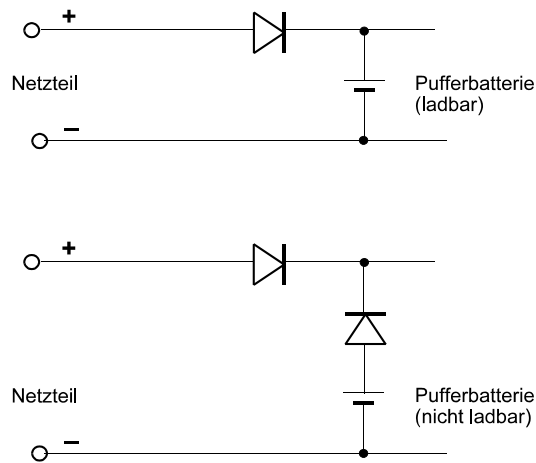 +
Netzteil
Pufferbatterie
(ladbar)
−
+
Netzteil
Pufferbatterie
(nicht ladbar)
−